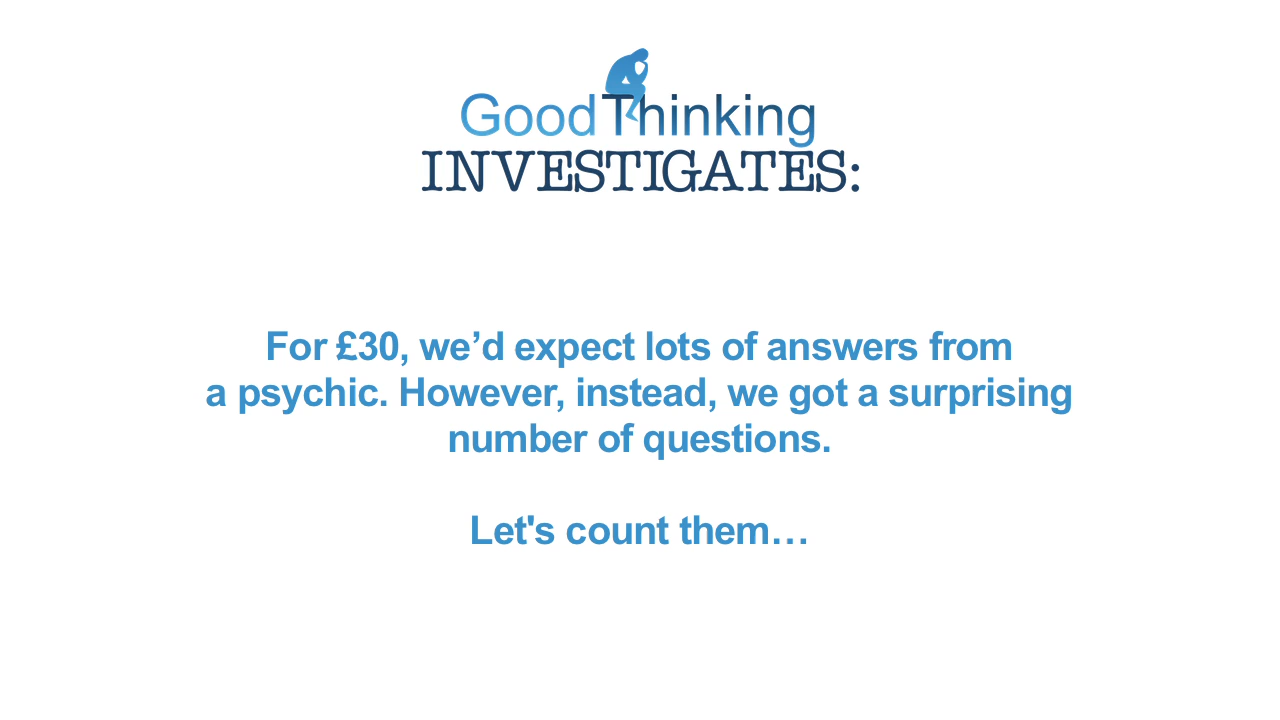 GoodThinking
INVESTIGATES:
For £30, we’d expect lots of answers from
a psychic. However, instead, we got a surprising
number of questions.
Let's count them…